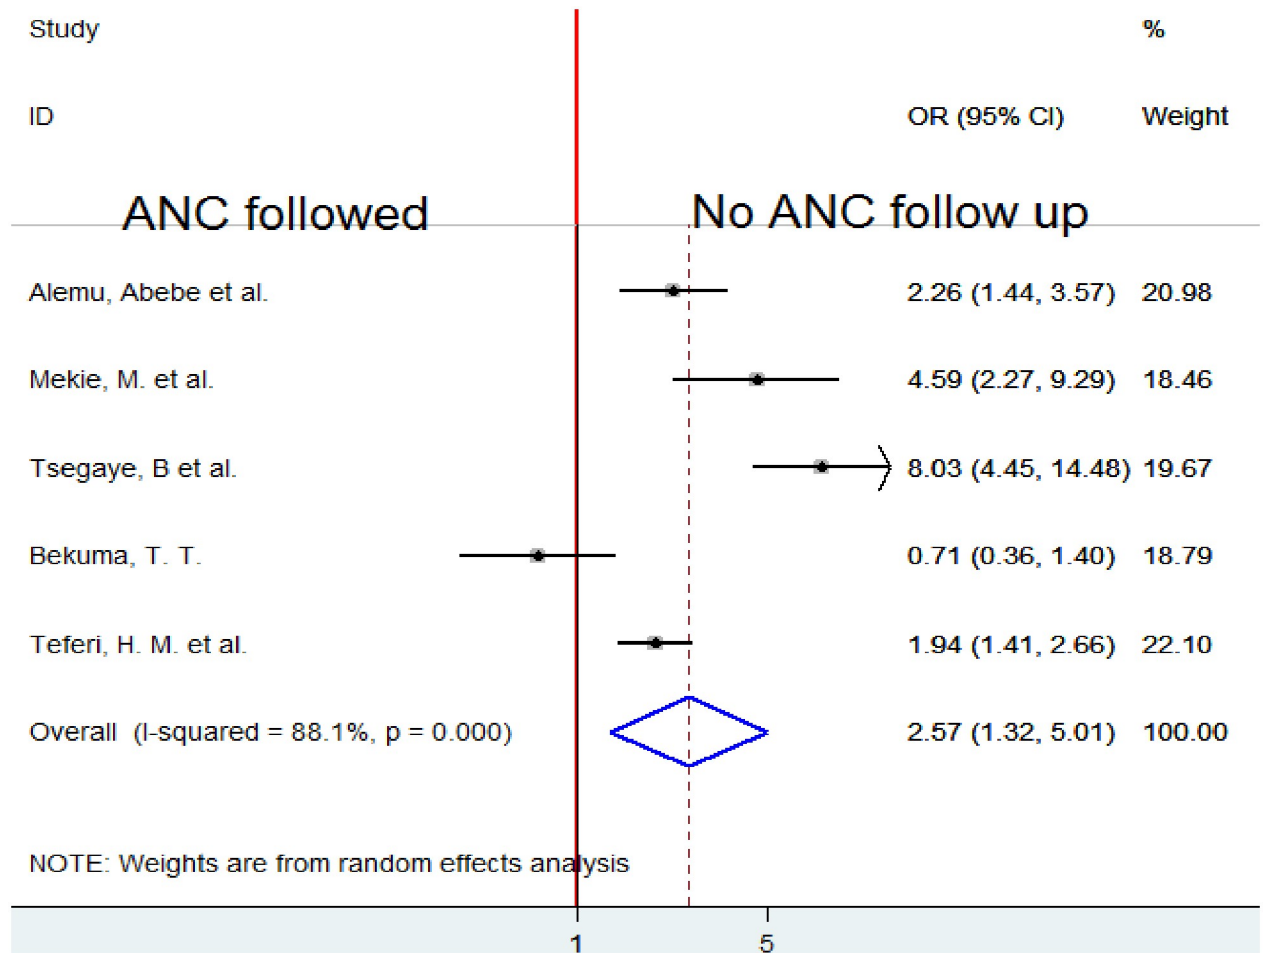 Study %
ID OR (95% CI) Weight
ANC followed No ANC follow up
Alemu, Abebe et al. 2.26 (1.44, 3.57) 20.98
Mekie, M. et al. 4.59 (2.27, 9.29) 18.46
Tsegaye, B et al. 8.03 (4.45, 14.48) 19.67
Bekuma, T. T. 0.71 (0.36, 1.40) 18.79
Teferi, H. M. et al. 1.94 (1.41, 2.66) 22.10
Overall (I-squared = 88.1%, p = 0.000) 2.57 (1.32, 5.01) 100.00
NOTE: Weights are from random effects analysis
1 5